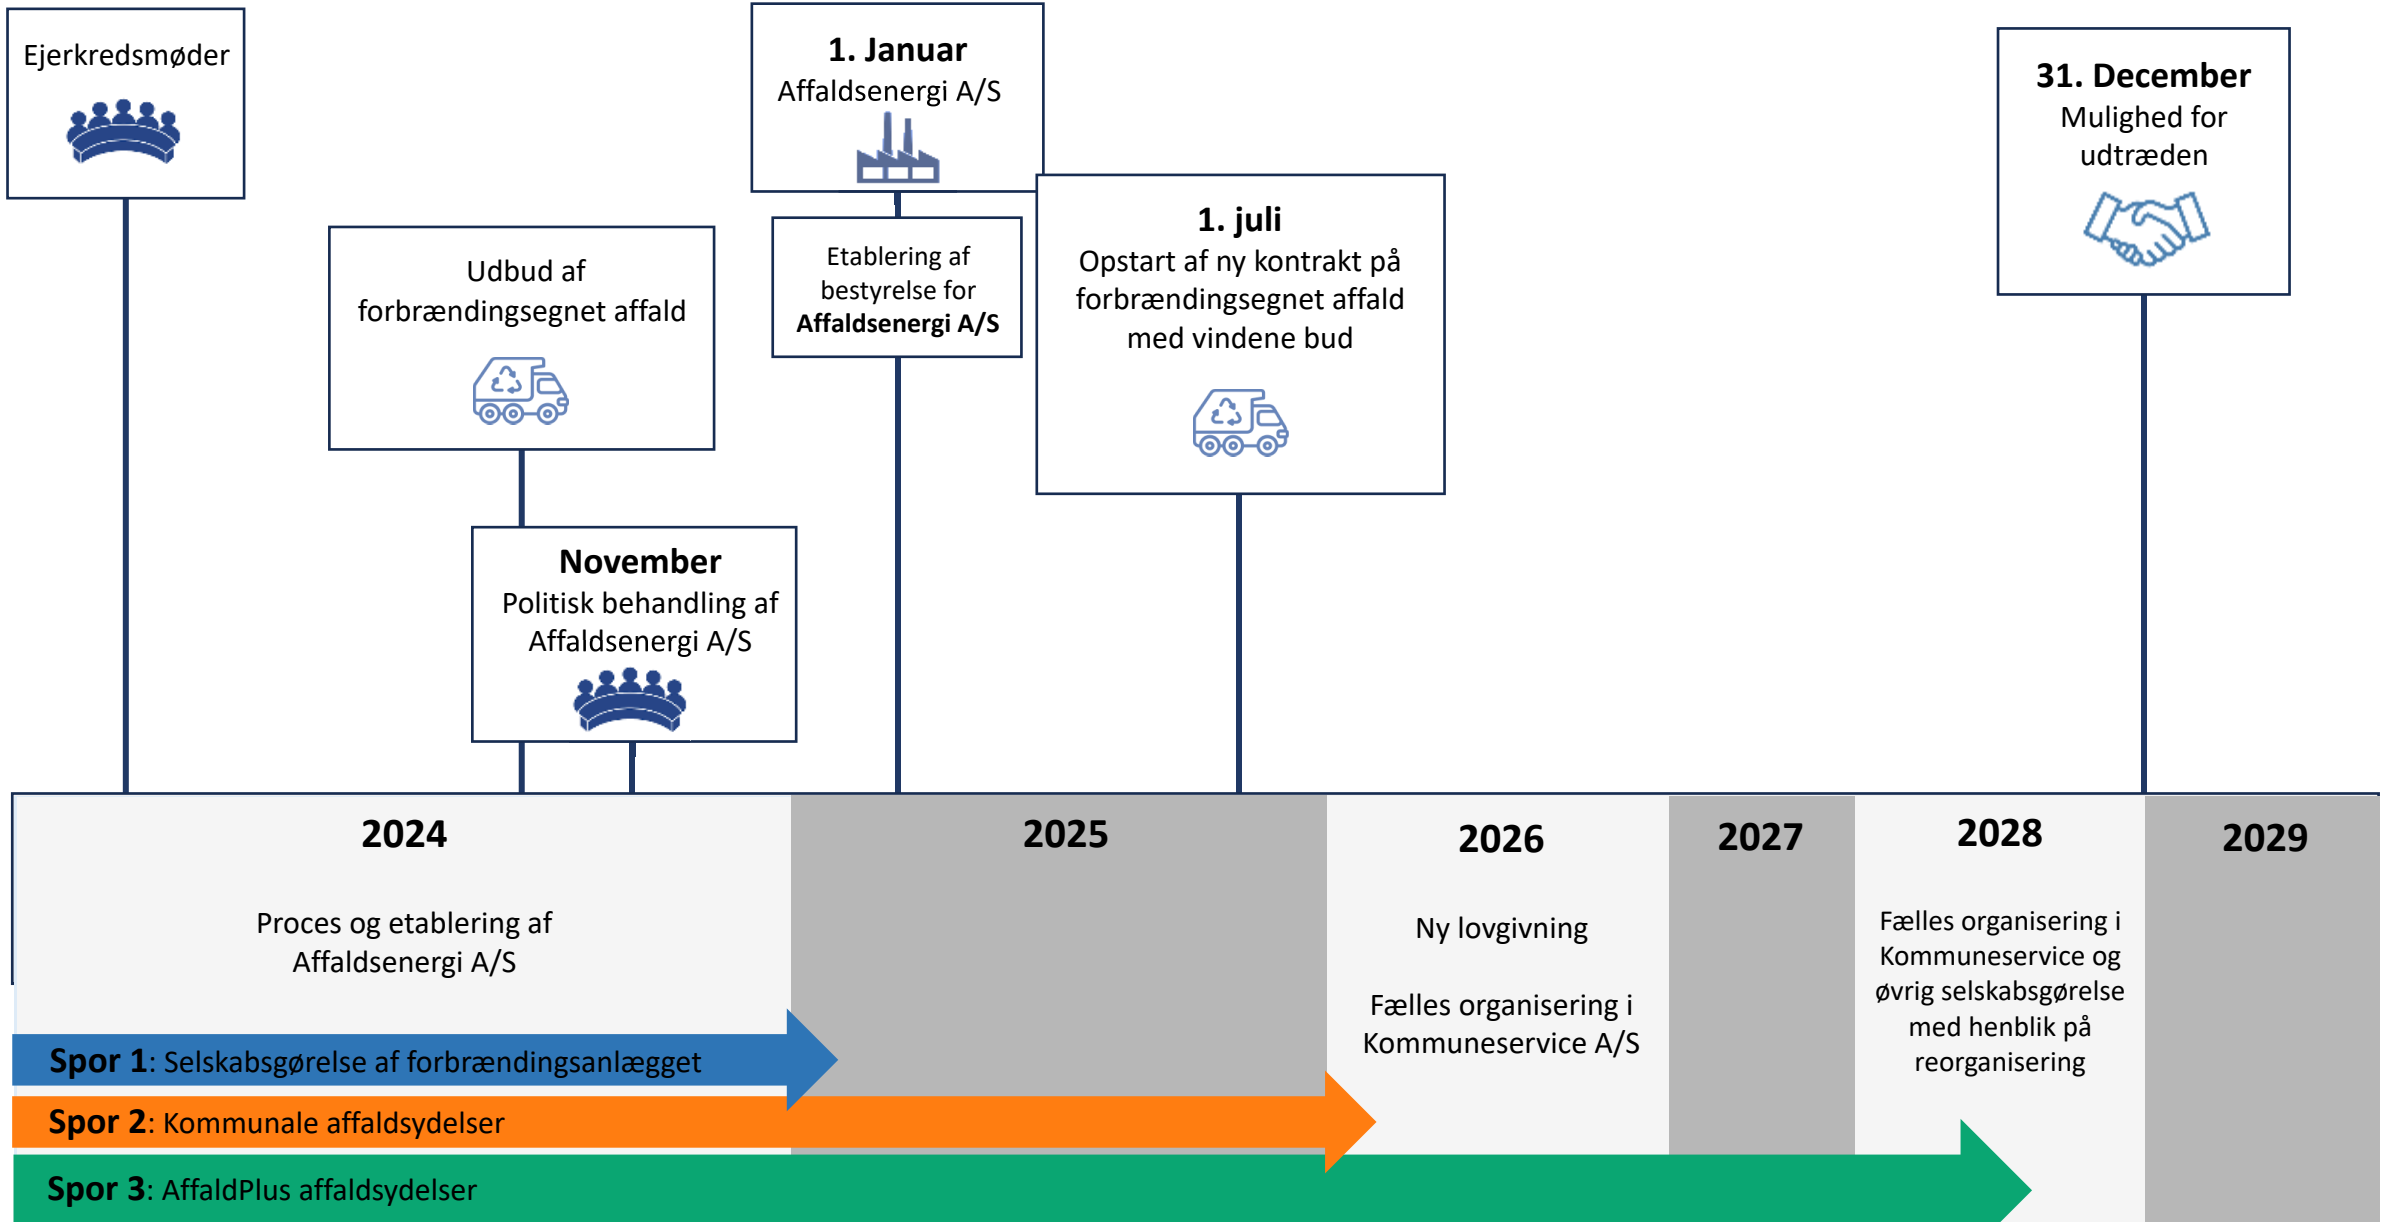 Ejerkredsmøder
Udbud af
forbrændingsegnet affald
November
Politisk behandling af
Affaldsenergi A/S
1. Januar
Affaldsenergi A/S
Etablering af
bestyrelse for
Affaldsenergi A/S
1. juli
Opstart af ny kontrakt på
forbrændingsegnet affald
med vindene bud
31. December
Mulighed for
udtræden
2024
Proces og etablering af
Affaldsenergi A/S
2025
2026
Ny lovgivning
Fælles organisering i
Kommuneservice A/S
2027
2028
Fælles organisering i
Kommuneservice og
øvrig selskabsgørelse
med henblik på
reorganisering
2029
Spor 1: Selskabsgørelse af forbrændingsanlægget
Spor 2: Kommunale affaldsydelser
Spor 3: AffaldPlus affaldsydelser